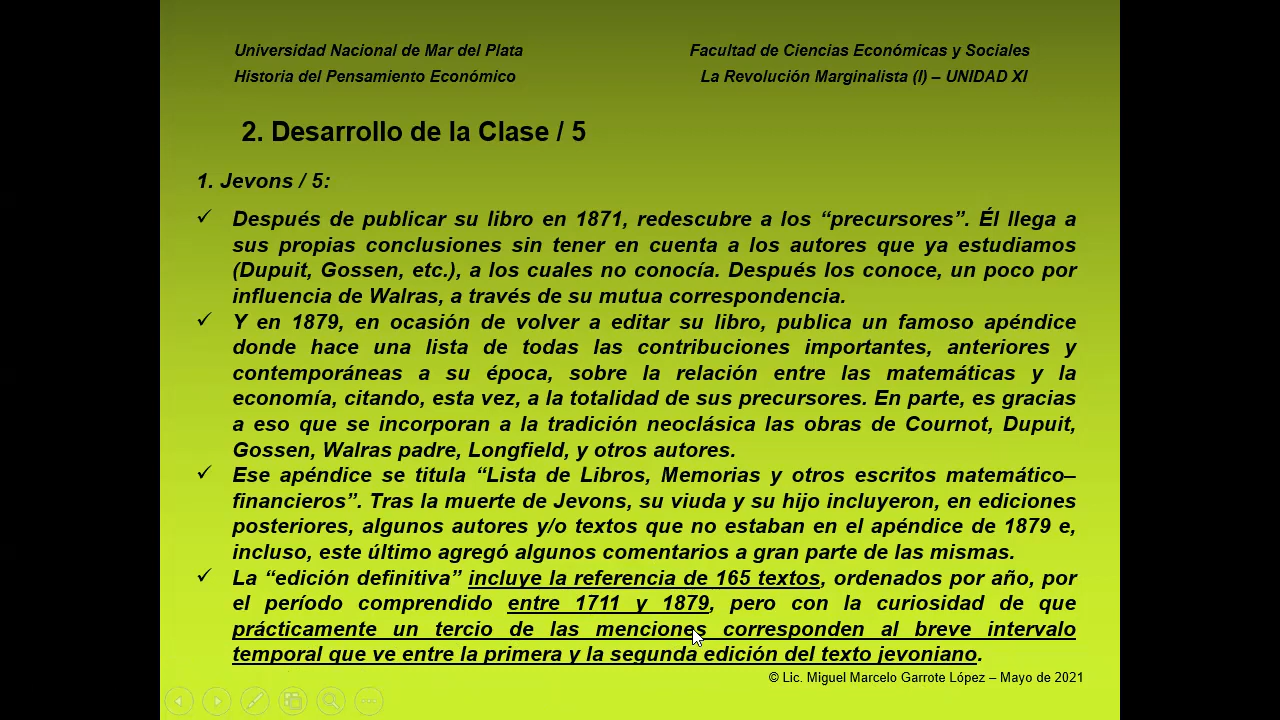 Universidad Nacional de Mar del Plata
Facultad de Ciencias Económicas y Sociales
Historia del Pensamiento Económico
La Revolución Marginalista (I) – UNIDAD XI
2. Desarrollo de la Clase / 5
1. Jevons / 5:
✓ Después de publicar su libro en 1871, redescubre a los “precursores”. Él llega a
sus propias conclusiones sin tener en cuenta a los autores que ya estudiamos
(Dupuit, Gossen, etc.), a los cuales no conocía. Después los conoce, un poco por
influencia de Walras, a través de su mutua correspondencia.
✓ Y en 1879, en ocasión de volver a editar su libro, publica un famoso apéndice
donde hace una lista de todas las contribuciones importantes, anteriores y
contemporáneas a su época, sobre la relación entre las matemáticas y la
economía, citando, esta vez, a la totalidad de sus precursores. En parte, es gracias
a eso que se incorporan a la tradición neoclásica las obras de Cournot, Dupuit,
Gossen, Walras padre, Longfield, y otros autores.
✓ Ese apéndice se titula “Lista de Libros, Memorias y otros escritos matemático–
financieros”. Tras la muerte de Jevons, su viuda y su hijo incluyeron, en ediciones
posteriores, algunos autores y/o textos que no estaban en el apéndice de 1879 e,
incluso, este último agregó algunos comentarios a gran parte de las mismas.
✓ La “edición definitiva” incluye la referencia de 165 textos, ordenados por año, por
el período comprendido entre 1711 y 1879, pero con la curiosidad de que
prácticamente un tercio de las menciones corresponden al breve intervalo
temporal que ve entre la primera y la segunda edición del texto jevoniano.
© Lic. Miguel Marcelo Garrote López – Mayo de 2021